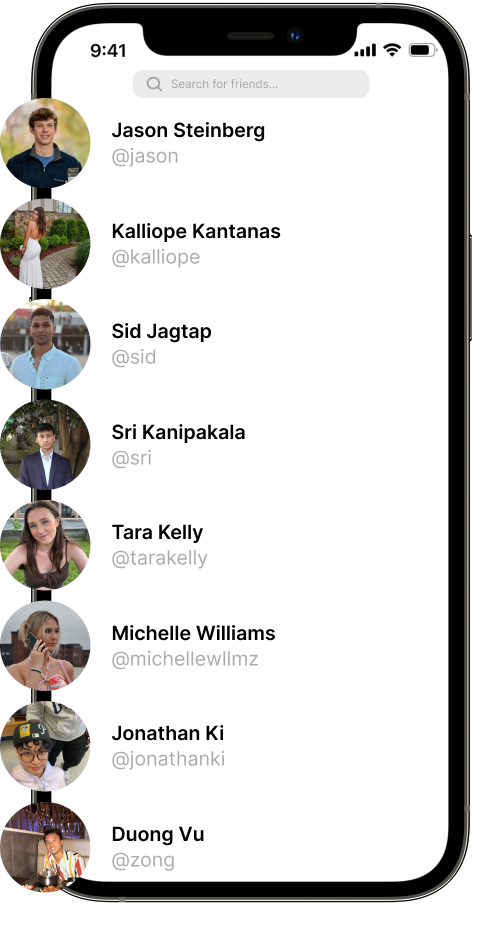 9:41
Search for friends...
Jason Steinberg
@jason
Kalliope Kantanas
@kalliope
Sid Jagtap
@sid
Sri Kanipakala
@sri
Tara Kelly
@tarakelly
Michelle Williams
@michellewllmz
Jonathan Ki
@jonathanki
Duong Vu
@zong